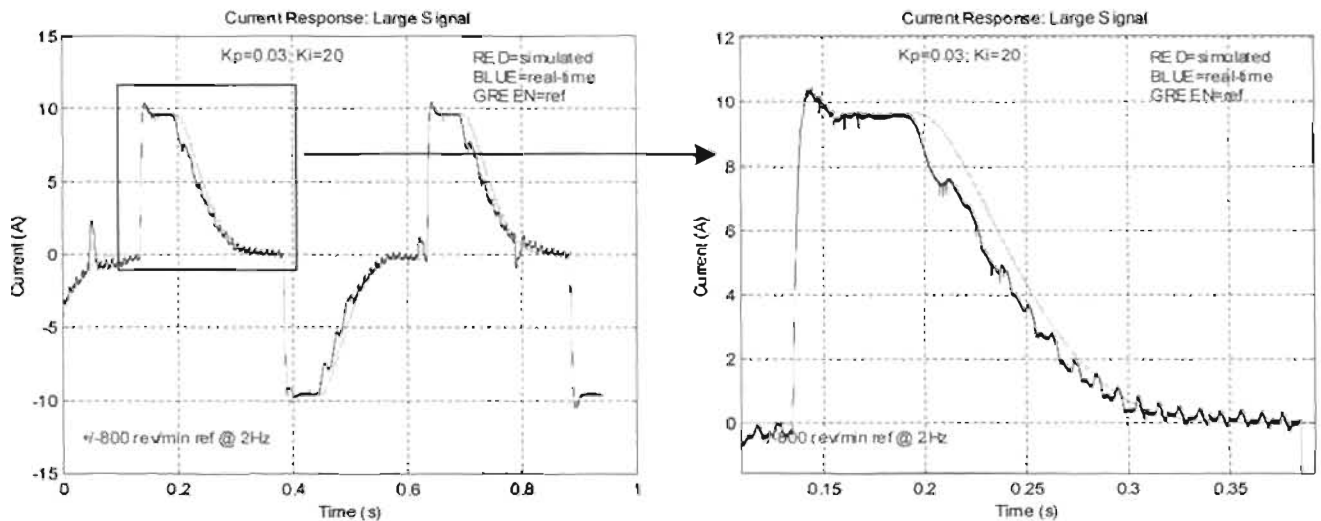 Current Response: Large Signal
15
10
5
0
-5
-10
-15
Current (A)
Kp=0.03; Ki=20
RED=simulated
BLUE=real-time
GREEN=ref
+/-800 rev/min ref @ 2Hz
0
0.2
0.4
0.6
0.8
1
Time (s)
Current Response: Large Signal
12
10
8
6
4
2
0
Current (A)
Kp=0.03; Ki=20
RED=simulated
BLUE=real-time
GREEN=ref
800 rev/min ref @ 2Hz
0.15
0.2
0.25
0.3
0.35
Time (s)